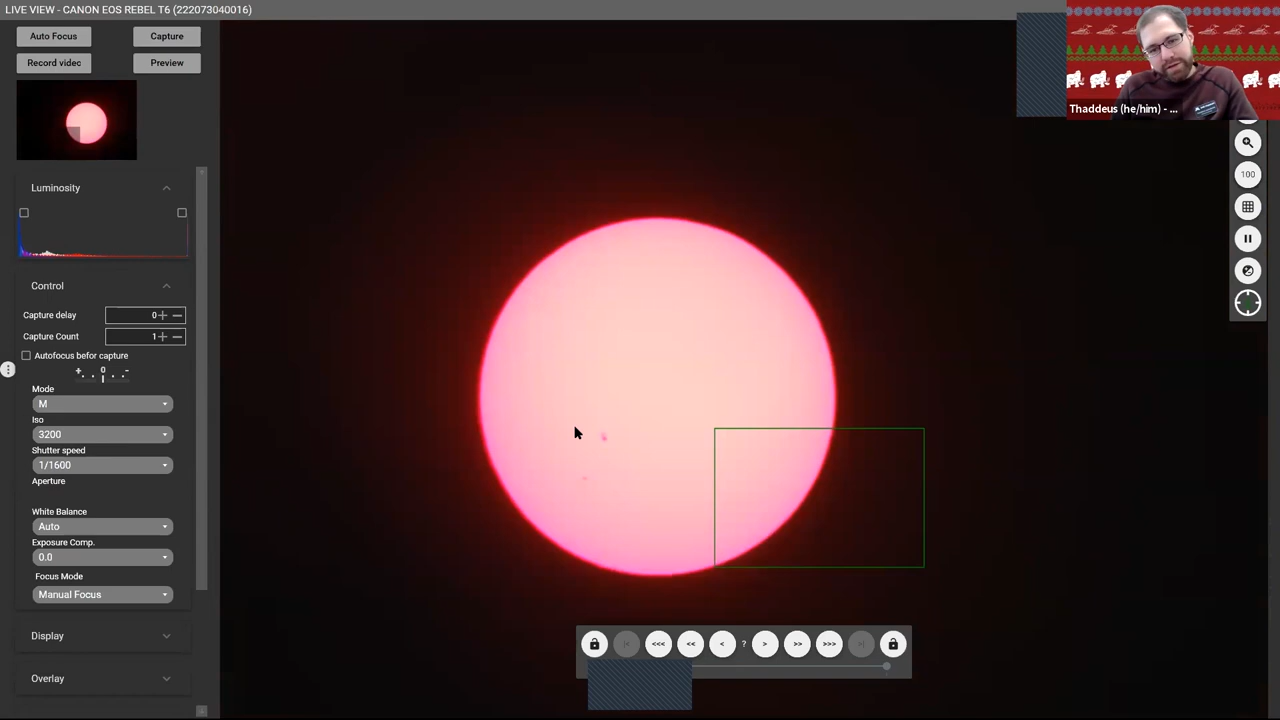 LIVE VIEW - CANON EOS REBEL T6 (222073040016)
Auto Focus
Capture
Record video
Preview
Thaddeus (he/him) - ...
Luminosity
100
Control
Capture delay
0
Capture Count
1
Autofocus befor capture
+ . . 0 . . -
Mode
M
Iso
3200
Shutter speed
1/1600
Aperture
White Balance
Auto
Exposure Comp.
0.0
Focus Mode
Manual Focus
|< <<< << < ? > >> >>> >|
Display
Overlay